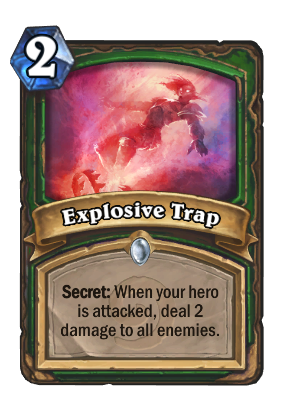 2
Explosive Trap
Secret: When your hero
is attacked, deal 2
damage to all enemies.